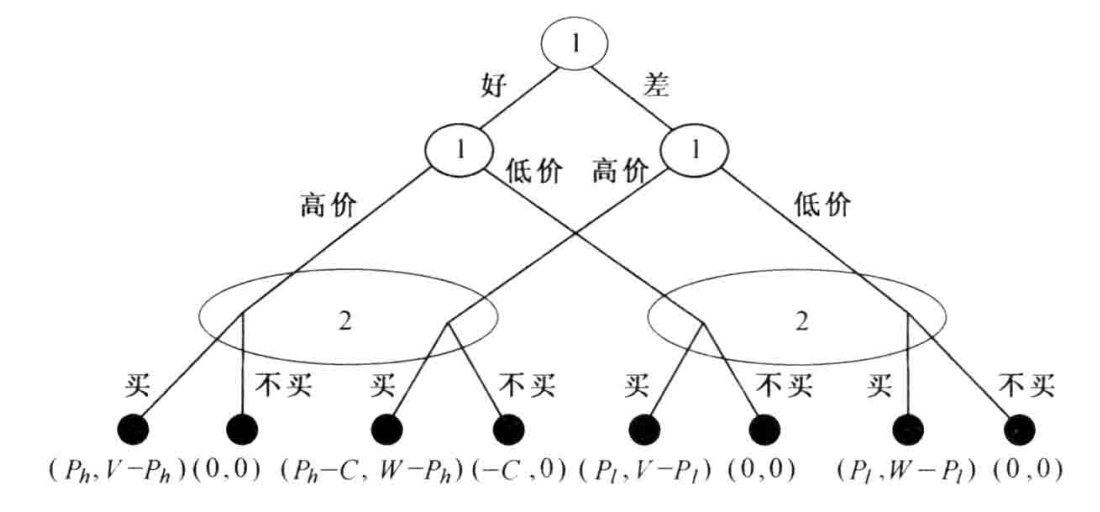 1
好 差
1 1
低价 高价
高价 低价
2 2
买 不买 买 不买 买 不买 买 不买
(P_h, V-P_h) (0,0) (P_h-C, W-P_h) (-C,0) (P_l, V-P_l) (0,0) (P_l, W-P_l) (0,0)